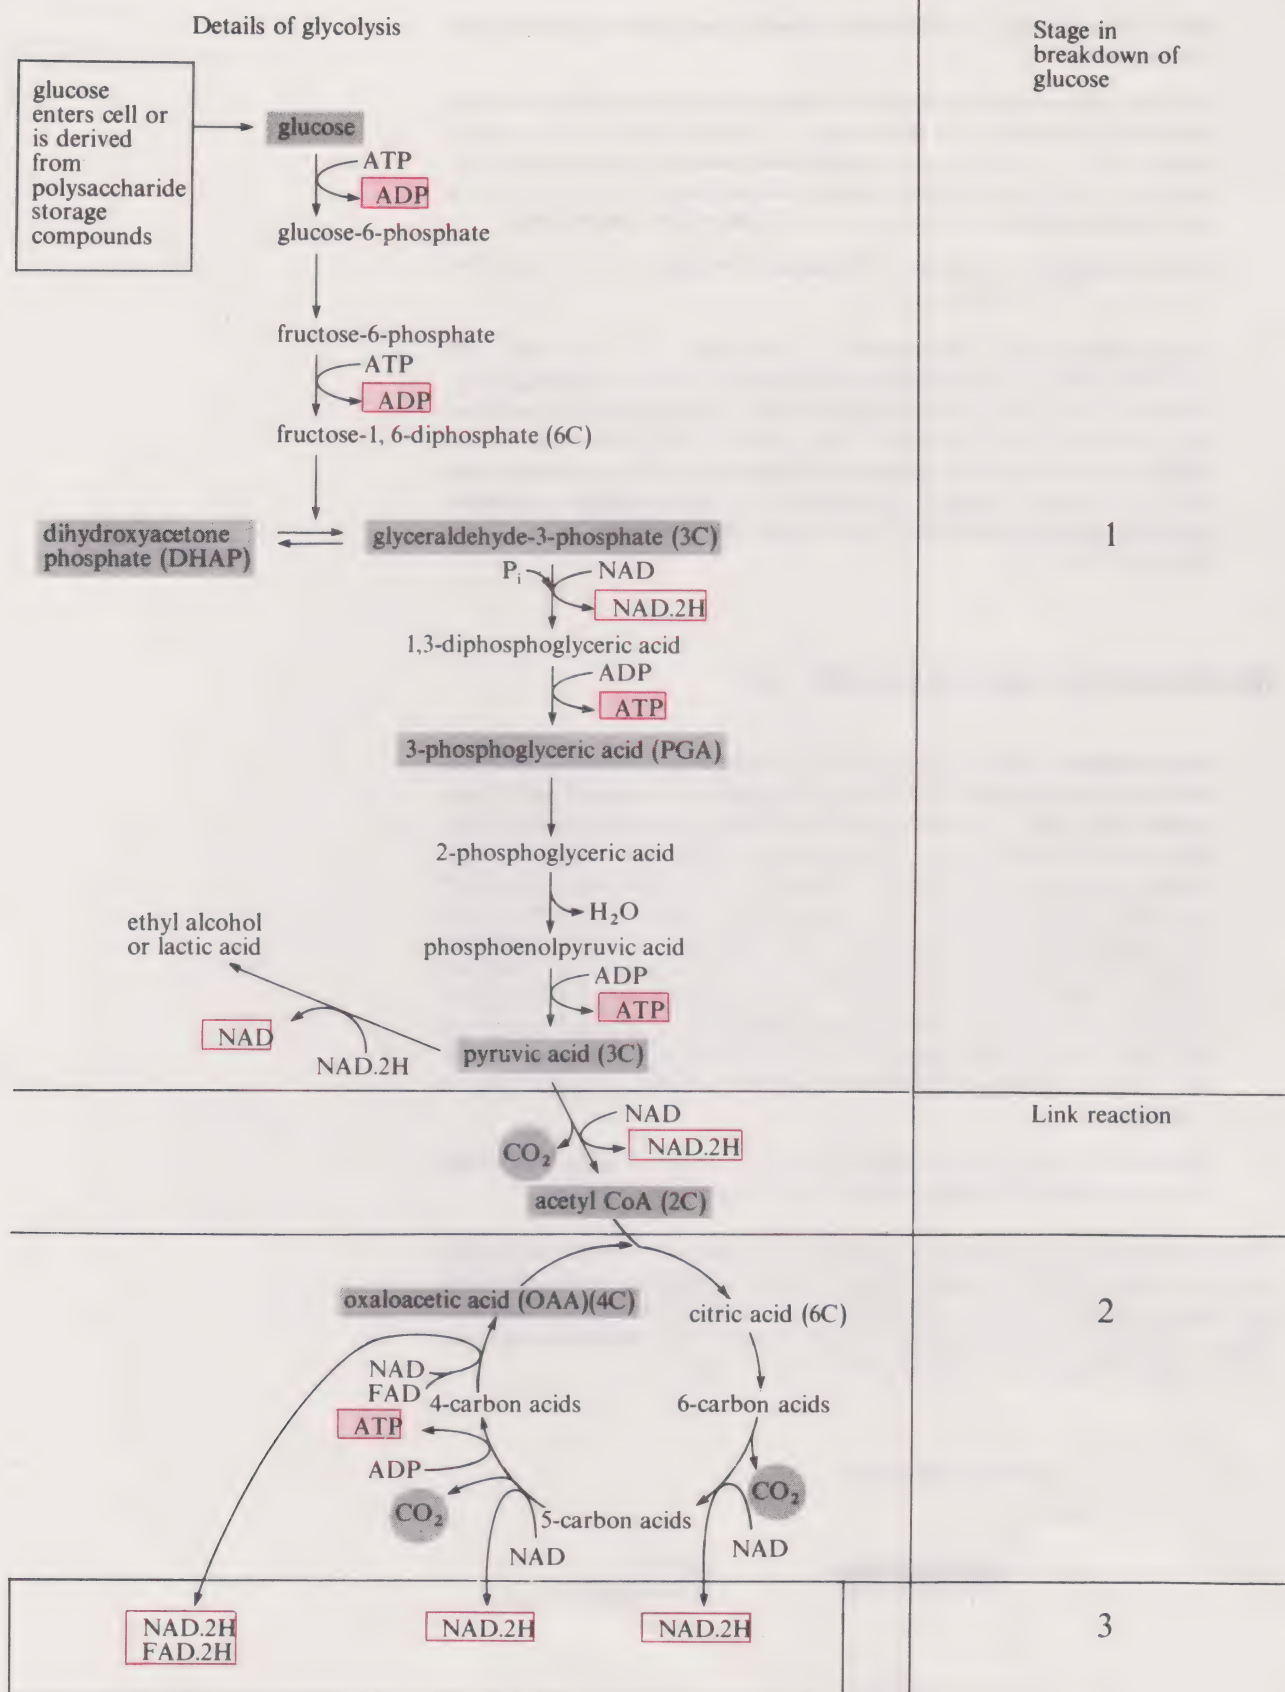 Details of glycolysis
Stage in
breakdown of
glucose
glucose
enters cell or
is derived
from
polysaccharide
storage
compounds
glucose
ATP
ADP
glucose-6-phosphate
fructose-6-phosphate
ATP
ADP
fructose-1, 6-diphosphate (6C)
dihydroxyacetone
phosphate (DHAP)
glyceraldehyde-3-phosphate (3C)
1
Pi
NAD
NAD.2H
1,3-diphosphoglyceric acid
ADP
ATP
3-phosphoglyceric acid (PGA)
2-phosphoglyceric acid
H₂O
ethyl alcohol
or lactic acid
phosphoenolpyruvic acid
ADP
ATP
NAD
NAD.2H
pyruvic acid (3C)
Link reaction
NAD
CO₂
NAD.2H
acetyl CoA (2C)
oxaloacetic acid (OAA)(4C)
citric acid (6C)
2
NAD
FAD
4-carbon acids
6-carbon acids
ATP
ADP
CO₂
CO₂
5-carbon acids
NAD
NAD
NAD.2H
FAD.2H
NAD.2H
NAD.2H
3